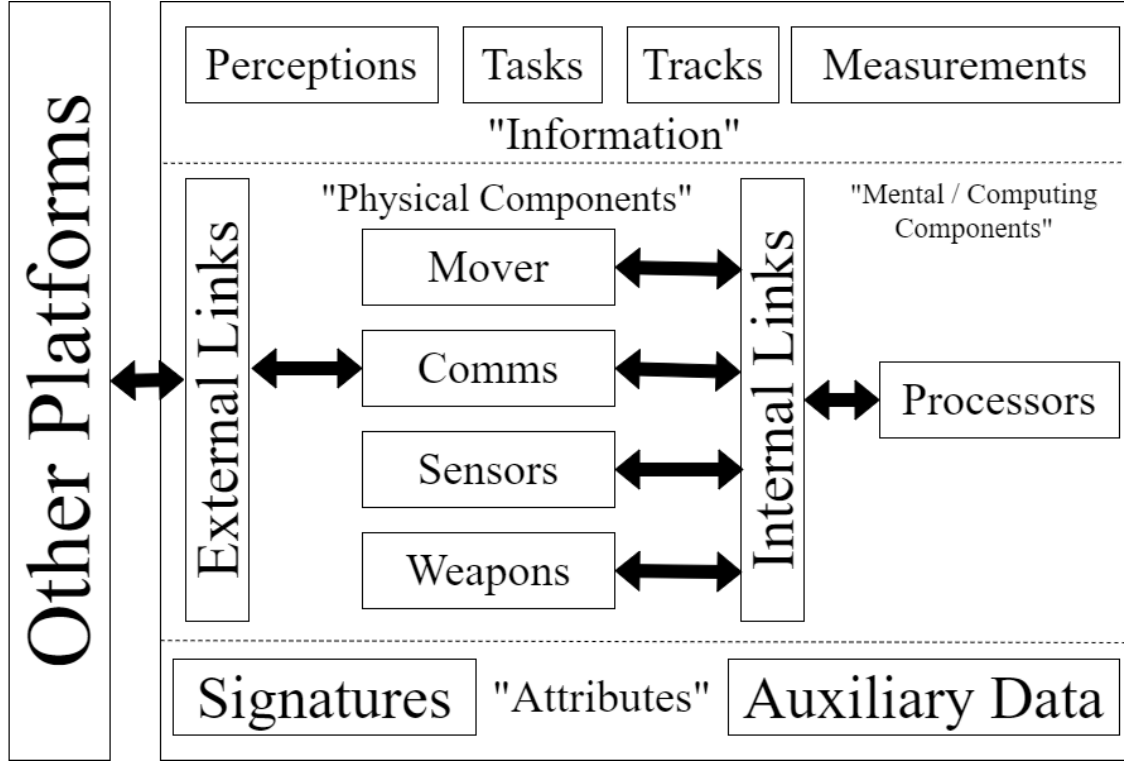 Other Platforms
Perceptions
Tasks
Tracks
Measurements
"Information"
External Links
"Physical Components"
Mover
Comms
Sensors
Weapons
Internal Links
"Mental / Computing
Components"
Processors
Signatures
"Attributes"
Auxiliary Data